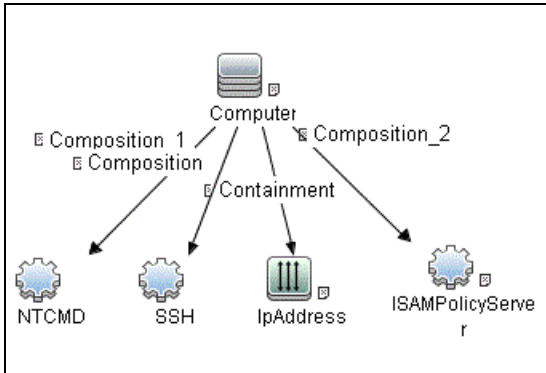 Computer
Composition_1
Composition
Composition_2
Containment
NTCMD
SSH
IpAddress
ISAMPolicyServe
r